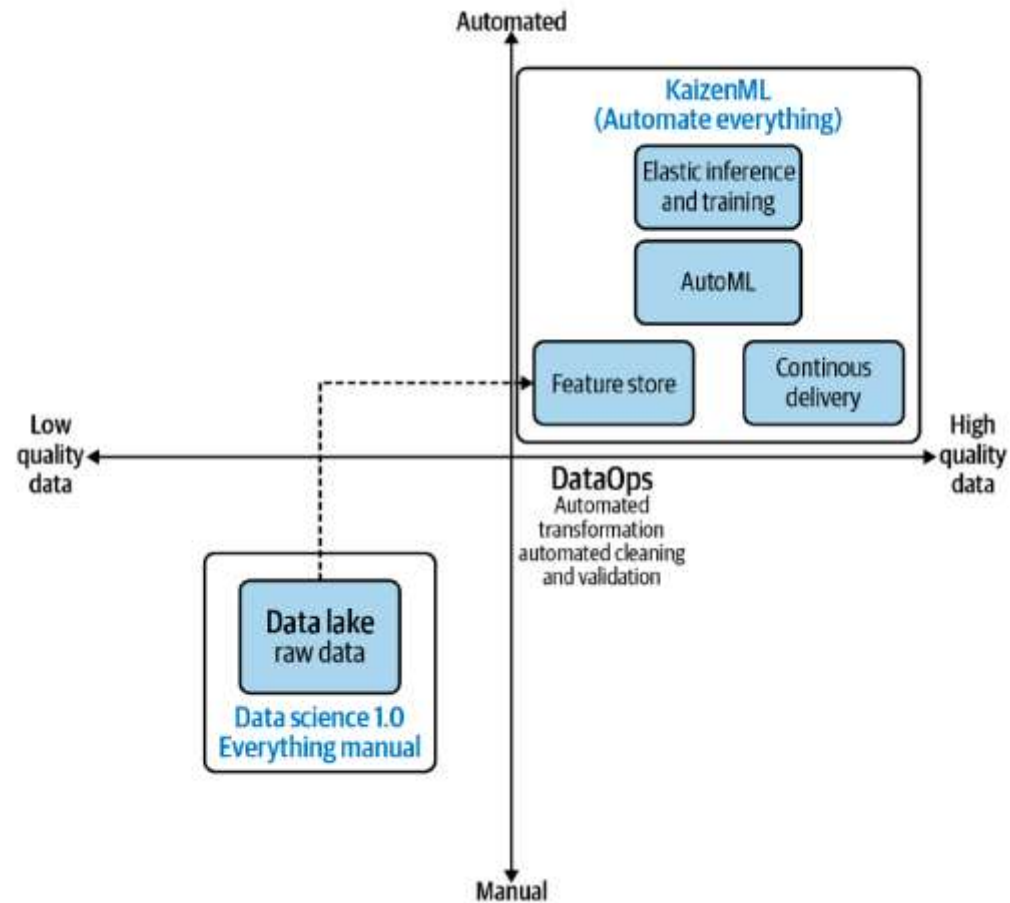 Automated
KaizenML
(Automate everything)
Elastic inference
and training
AutoML
Feature store
Continous
delivery
Low
quality
data
High
quality
data
DataOps
Automated
transformation
automated cleaning
and validation
Data lake
raw data
Data science 1.0
Everything manual
Manual